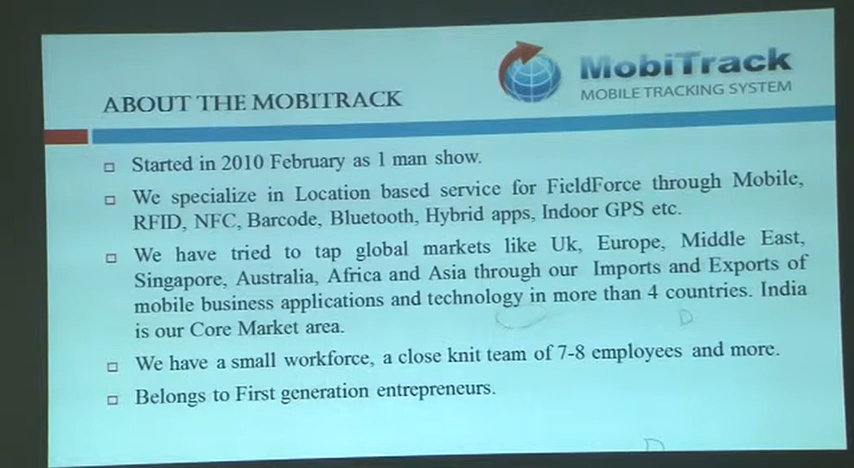 MobiTrack
MOBILE TRACKING SYSTEM
ABOUT THE MOBITRACK
Started in 2010 February as 1 man show.
We specialize in Location based service for FieldForce through Mobile,
RFID, NFC, Barcode, Bluetooth, Hybrid apps, Indoor GPS etc.
We have tried to tap global markets like Uk, Europe, Middle East,
Singapore, Australia, Africa and Asia through our Imports and Exports of
mobile business applications and technology in more than 4 countries. India
is our Core Market area.
We have a small workforce, a close knit team of 7-8 employees and more.
Belongs to First generation entrepreneurs.